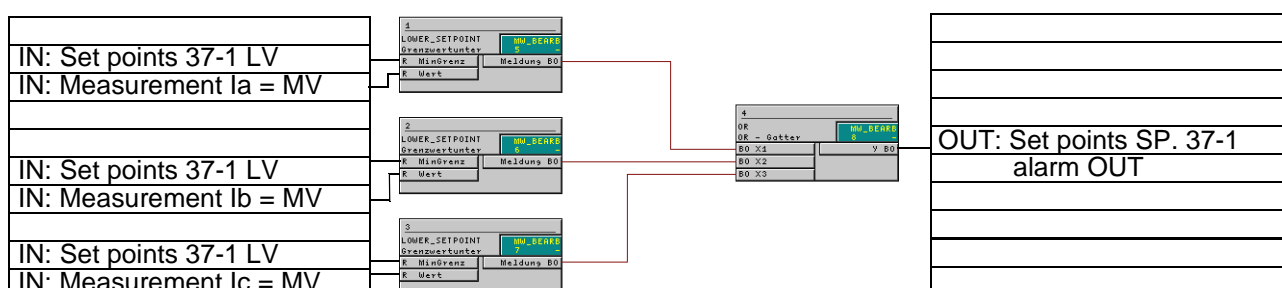 IN: Set points 37-1 LV
IN: Measurement Ia = MV
IN: Set points 37-1 LV
IN: Measurement Ib = MV
IN: Set points 37-1 LV
IN: Measurement Ic = MV
1
LOWER_SETPOINT MW_BEARB
Grenzwertunter 5 -
R MinGrenz Meldung BO
R Wert
2
LOWER_SETPOINT MW_BEARB
Grenzwertunter 6 -
R MinGrenz Meldung BO
R Wert
3
LOWER_SETPOINT MW_BEARB
Grenzwertunter 7 -
R MinGrenz Meldung BO
R Wert
4
OR MW_BEARB
OR - Gatter 8 -
BO X1 Y BO
BO X2
BO X3
OUT: Set points SP. 37-1
alarm OUT